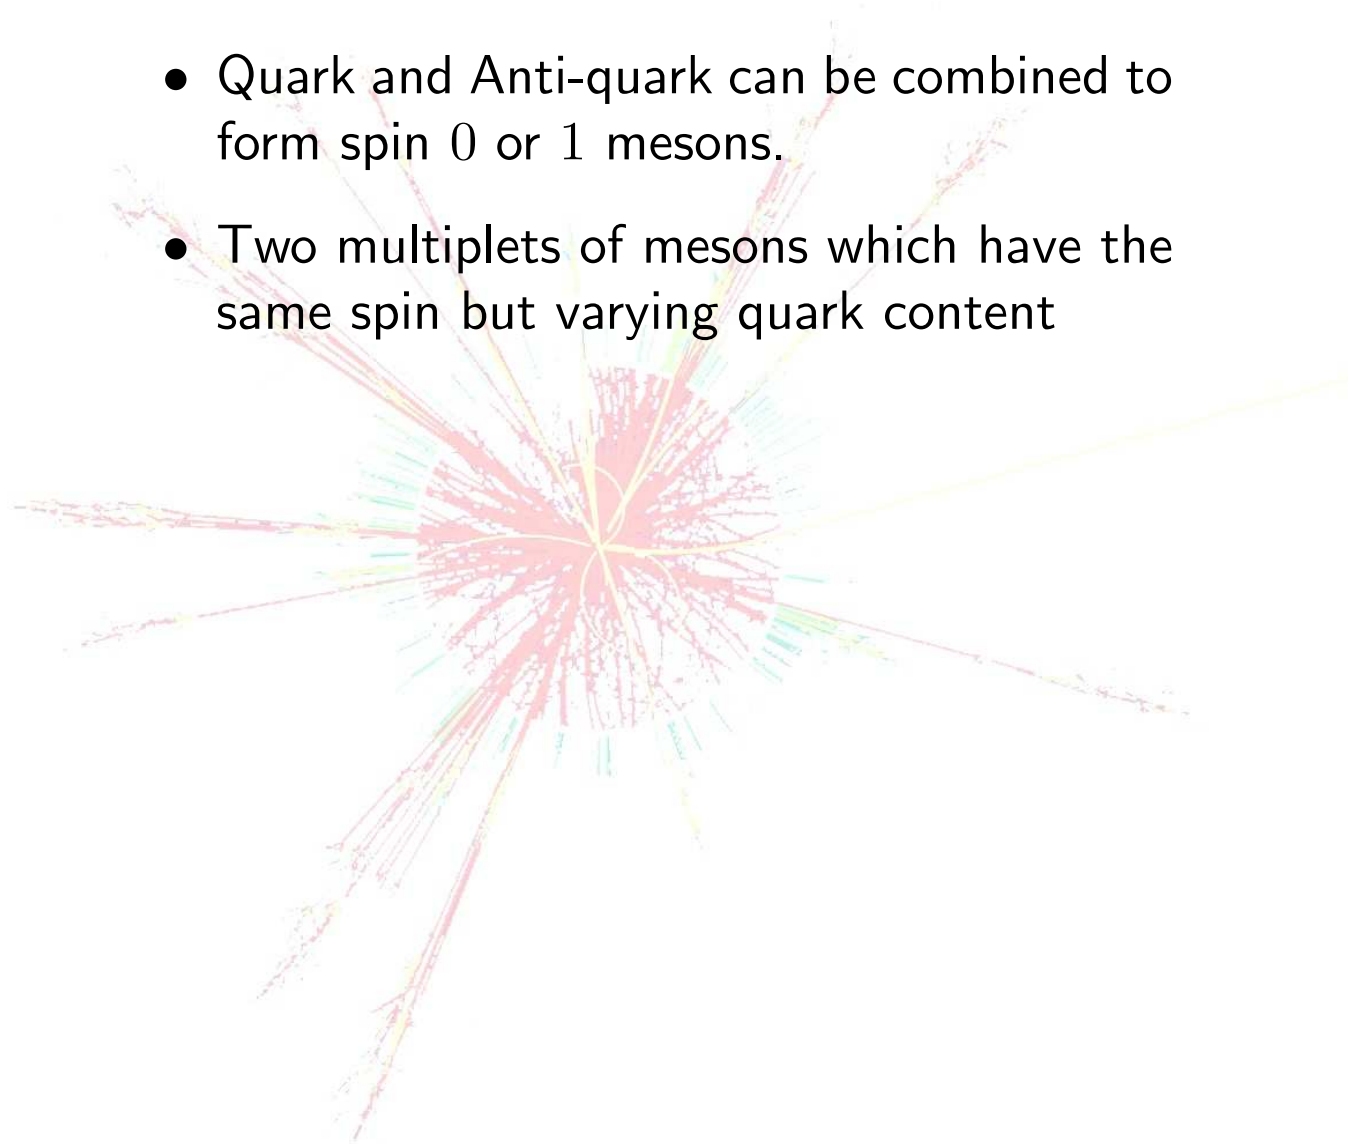 • Quark and Anti-quark can be combined to
form spin 0 or 1 mesons.
• Two multiplets of mesons which have the
same spin but varying quark content